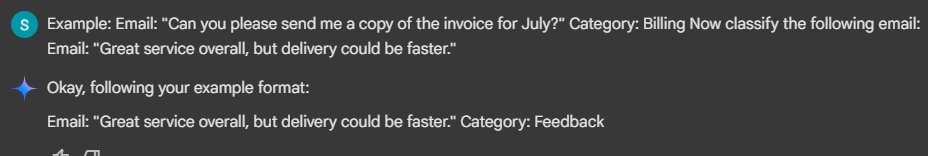 S
Example: Email: "Can you please send me a copy of the invoice for July?" Category: Billing Now classify the following email:
Email: "Great service overall, but delivery could be faster."
Okay, following your example format:
Email: "Great service overall, but delivery could be faster." Category: Feedback